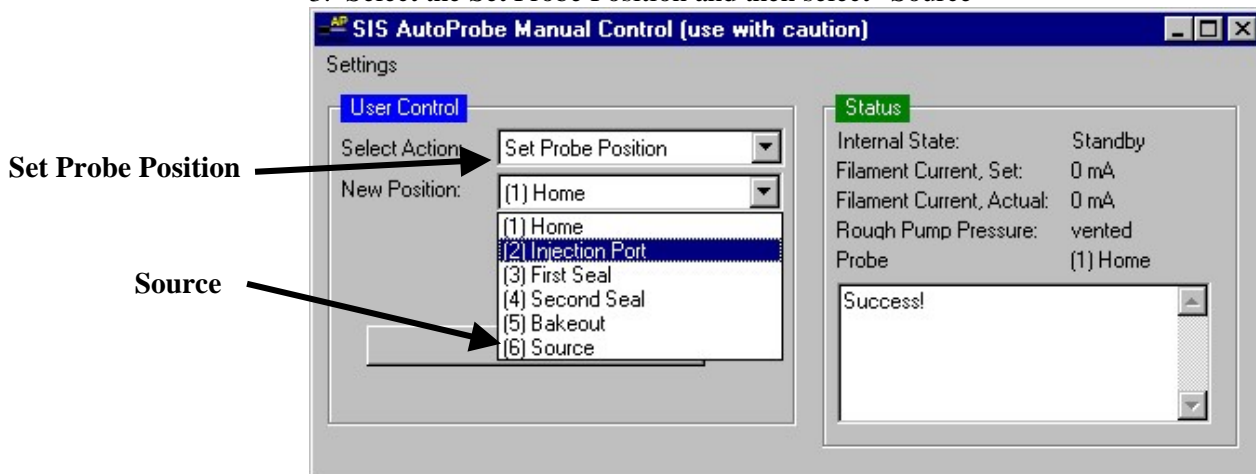 SIS AutoProbe Manual Control (use with caution)
Settings
User Control
Select Action:
Set Probe Position
New Position:
(1) Home
(1) Home
(2) Injection Port
(3) First Seal
(4) Second Seal
(5) Bakeout
(6) Source
Set Probe Position
Source
Status
Internal State: Standby
Filament Current, Set: 0 mA
Filament Current, Actual: 0 mA
Rough Pump Pressure: vented
Probe (1) Home
Success!